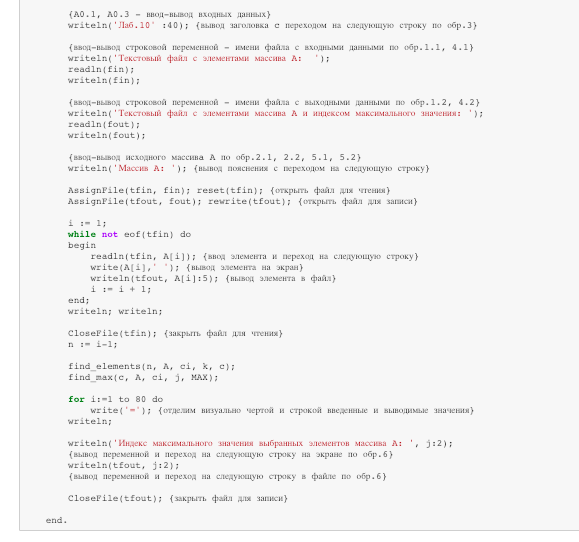 {A0.1, A0.3 - ввод-вывод входных данных}
writeln('Лаб.10' :40); {вывод заголовка с переходом на следующую строку по обр.3}
{ввод-вывод строковой переменной - имени файла с входными данными по обр.1.1, 4.1}
writeln('Текстовый файл с элементами массива A:  ');
readln(fin);
writeln(fin);
{ввод-вывод строковой переменной - имени файла с выходными данными по обр.1.2, 4.2}
writeln('Текстовый файл с элементами массива A и индексом максимального значения: ');
readln(fout);
writeln(fout);
{ввод-вывод исходного массива A по обр.2.1, 2.2, 5.1, 5.2}
writeln('Массив A: '); {вывод пояснения с переходом на следующую строку}
AssignFile(tfin, fin); reset(tfin); {открыть файл для чтения}
AssignFile(tfout, fout); rewrite(tfout); {открыть файл для записи}
i := 1;
while not eof(tfin) do
begin
readln(tfin, A[i]); {ввод элемента и переход на следующую строку}
write(A[i],' '); {вывод элемента на экран}
writeln(tfout, A[i]:5); {вывод элемента в файл}
i := i + 1;
end;
writeln; writeln;
CloseFile(tfin); {закрыть файл для чтения}
n := i-1;
find_elements(n, A, ci, k, c);
find_max(c, A, ci, j, MAX);
for i:=1 to 80 do
write('='); {отделим визуально чертой и строкой введенные и выводимые значения}
writeln;
writeln('Индекс максимального значения выбранных элементов массива A: ', j:2);
{вывод переменной и переход на следующую строку на экране по обр.6}
writeln(tfout, j:2);
{вывод переменной и переход на следующую строку в файле по обр.6}
CloseFile(tfout); {закрыть файл для записи}
end.